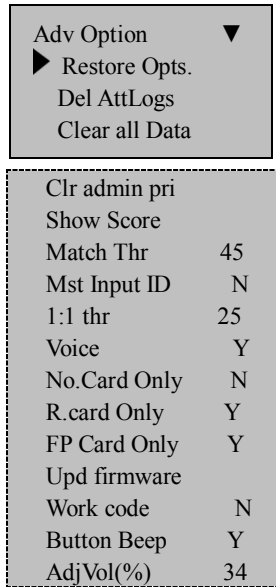 Adv Option ▼
▶ Restore Opts.
Del AttLogs
Clear all Data
Clr admin pri
Show Score
Match Thr 45
Mst Input ID N
1:1 thr 25
Voice Y
No.Card Only N
R.card Only Y
FP Card Only Y
Upd firmware
Work code N
Button Beep Y
AdjVol(%) 34